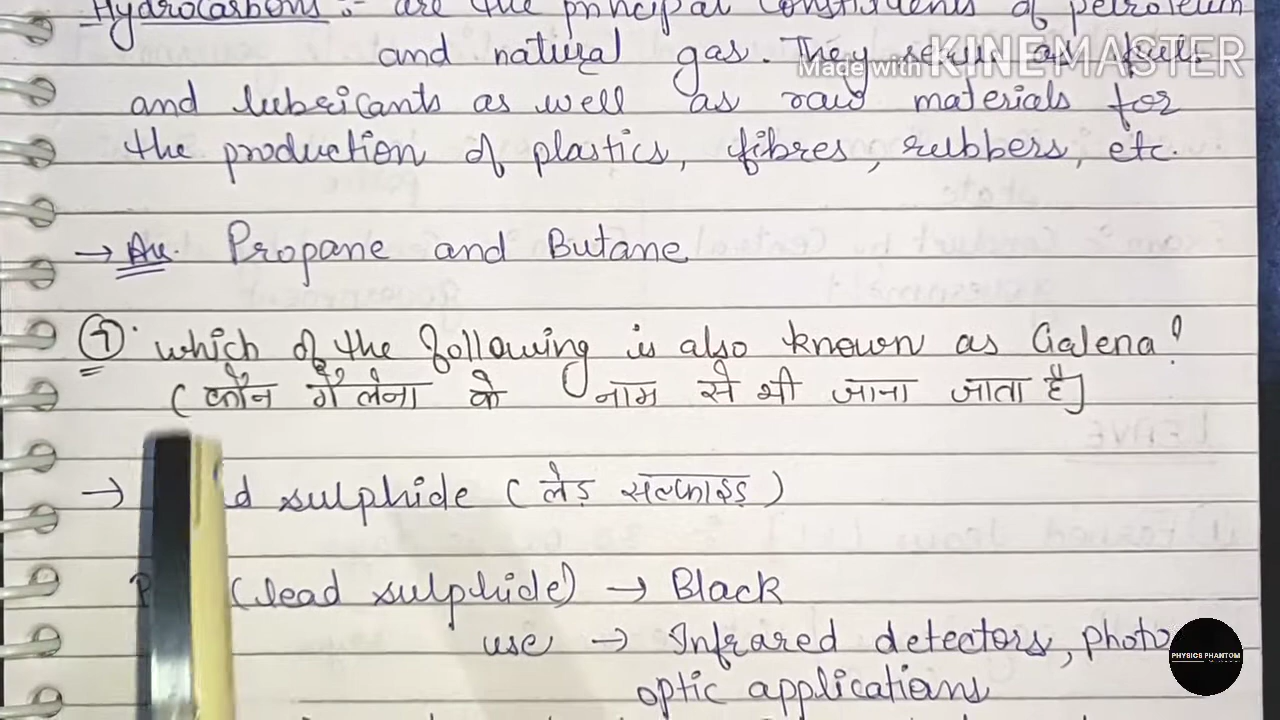 Hydrocarbons :- are the principal constituents of petroleum
and natural gas. They serve as fuels
Made with KINEMASTER
and lubricants as well as raw materials for
the production of plastics, fibres, rubbers, etc.
→ Ans. Propane and Butane
7. which of the following is also known as Galena?
(कौन गैलेना के नाम से भी जाना जाता है)
→ sulphide (लेड सल्फाइड)
(lead sulphide) → Black
use → Infrared detectors, photo
optic applications
PHYSICS PHANTOM